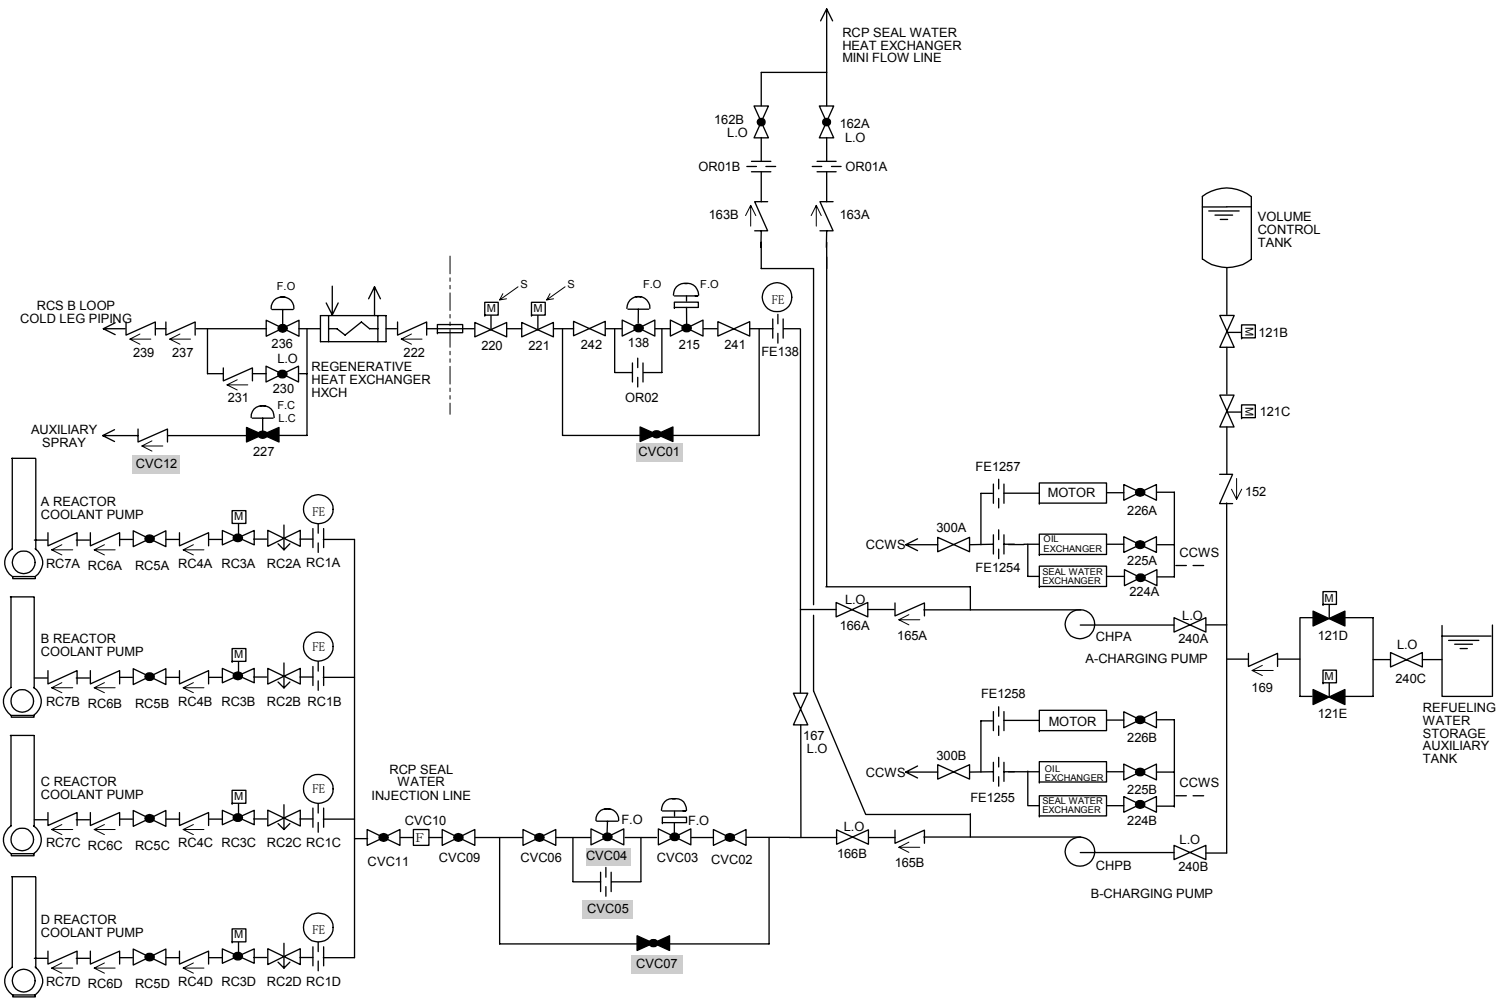 RCP SEAL WATER
HEAT EXCHANGER
MINI FLOW LINE
162B
L.O
162A
L.O
OR01B
OR01A
163B
163A
VOLUME
CONTROL
TANK
121B
121C
152
RCS B LOOP
COLD LEG PIPING
239
237
F.O
236
L.O
230
231
REGENERATIVE
HEAT EXCHANGER
HXCH
222
M
S
220
M
S
221
242
F.O
138
F.O
215
241
FE
FE138
OR02
CVC01
AUXILIARY
SPRAY
CVC12
F.C
L.C
227
A REACTOR
COOLANT PUMP
RC7A
RC6A
RC5A
RC4A
M
RC3A
RC2A
FE
RC1A
B REACTOR
COOLANT PUMP
RC7B
RC6B
RC5B
RC4B
M
RC3B
RC2B
FE
RC1B
C REACTOR
COOLANT PUMP
RC7C
RC6C
RC5C
RC4C
M
RC3C
RC2C
FE
RC1C
D REACTOR
COOLANT PUMP
RC7D
RC6D
RC5D
RC4D
M
RC3D
RC2D
FE
RC1D
RCP SEAL
WATER
INJECTION LINE
CVC11
CVC10
F
CVC09
CVC06
F.O
CVC04
CVC05
F.O
CVC03
CVC02
CVC07
167
L.O
L.O
166A
165A
L.O
166B
165B
FE1257
MOTOR
226A
300A
CCWS
FE1254
OIL
EXCHANGER
225A
SEAL WATER
EXCHANGER
224A
CCWS
CHPA
L.O
240A
A-CHARGING PUMP
FE1258
MOTOR
226B
300B
CCWS
FE1255
OIL
EXCHANGER
225B
SEAL WATER
EXCHANGER
224B
CCWS
CHPB
L.O
240B
B-CHARGING PUMP
169
M
121D
M
121E
L.O
240C
REFUELING
WATER
STORAGE
AUXILIARY
TANK
M
M